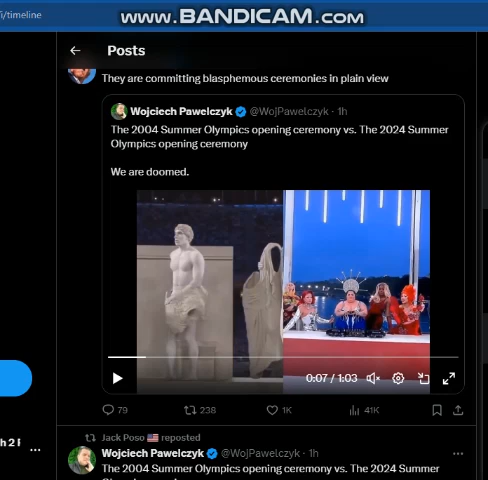 i/timeline
www.BANDICAM.com
Posts
They are committing blasphemous ceremonies in plain view
Wojciech Pawelczyk @WojPawelczyk · 1h
The 2004 Summer Olympics opening ceremony vs. The 2024 Summer
Olympics opening ceremony
We are doomed.
0:07 / 1:03
79 238 1K 41K
Jack Poso 🇺🇸 reposted
Wojciech Pawelczyk @WojPawelczyk · 1h
The 2004 Summer Olympics opening ceremony vs. The 2024 Summer